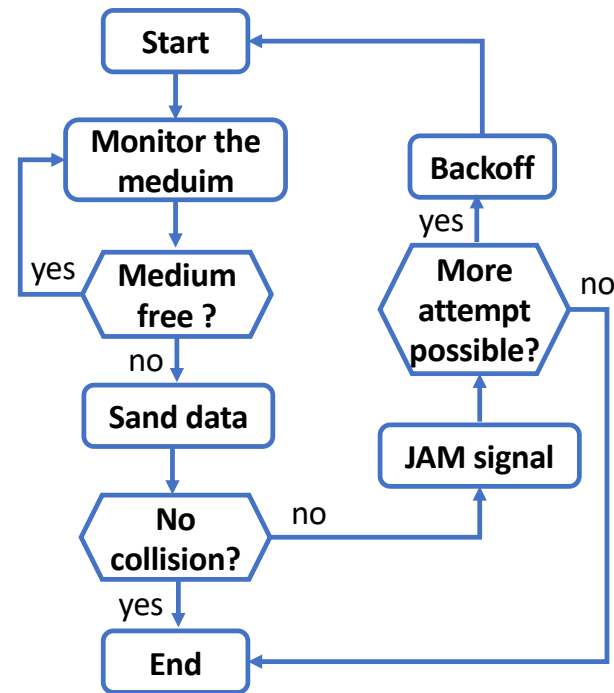 Start
Monitor the
meduim
yes
Medium
free ?
no
Sand data
No
collision?
no
yes
End
Backoff
yes
More
attempt
possible?
no
JAM signal